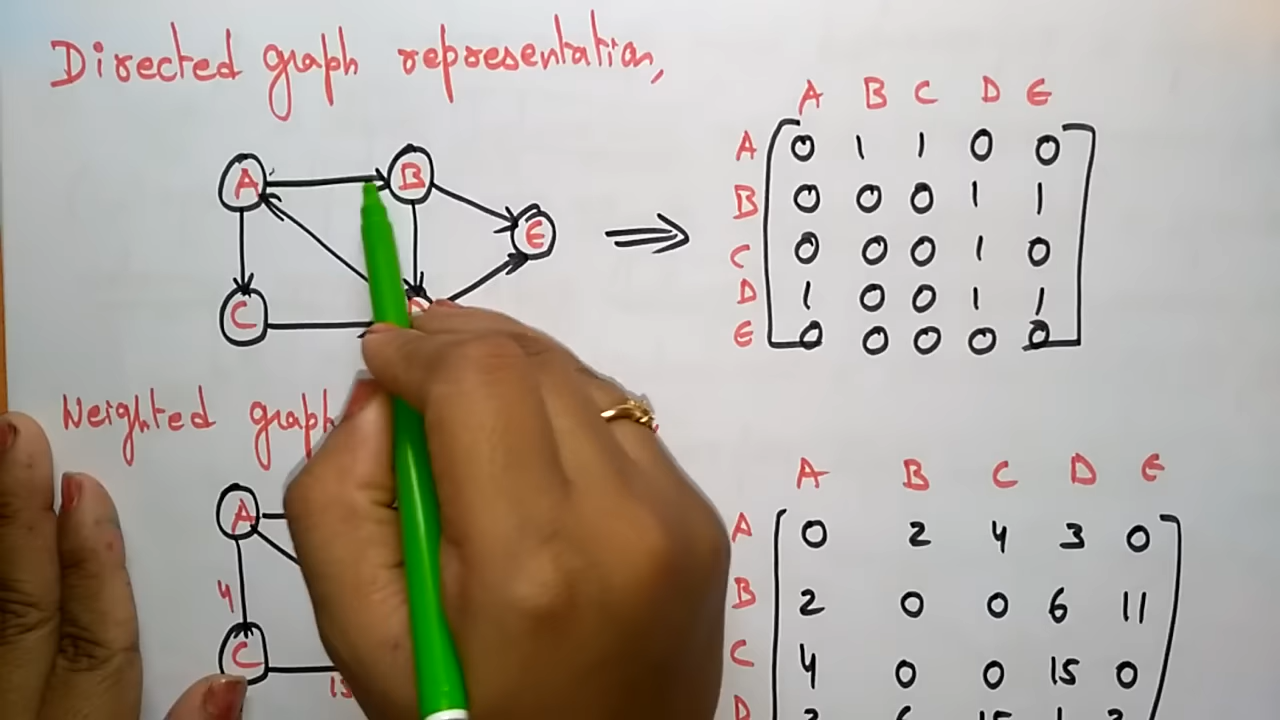 Directed graph representation,
A B C D E
A 0 1 1 0 0
B 0 0 0 1 1
C 0 0 0 1 0
D 1 0 0 1 1
E 0 0 0 0 0
A B
E
C
Weighted graph
A B C D E
A 0 2 4 3 0
B 2 0 0 6 11
C 4 0 0 15 0
D
A
4
C
15